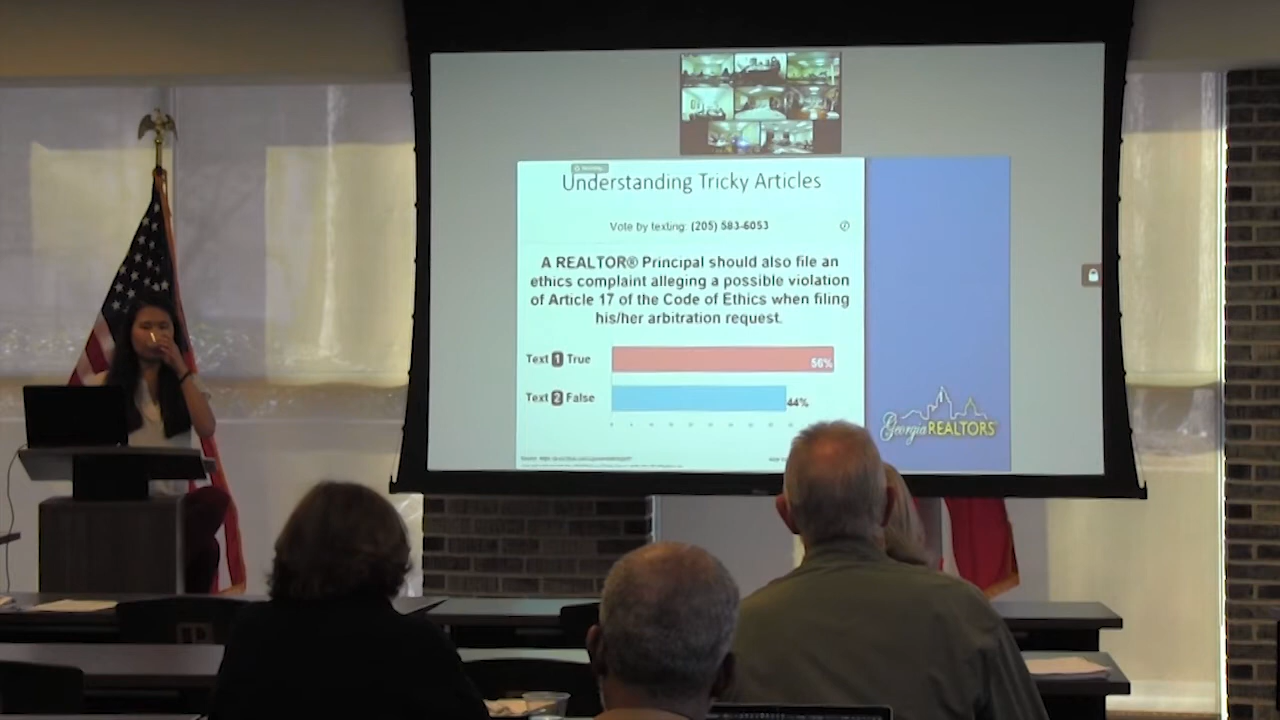 Understanding Tricky Articles
Vote by texting: (205) 583-6053
A REALTOR® Principal should also file an
ethics complaint alleging a possible violation
of Article 17 of the Code of Ethics when filing
his/her arbitration request.
Text 1 True
56%
Text 2 False
44%
Georgia REALTORS